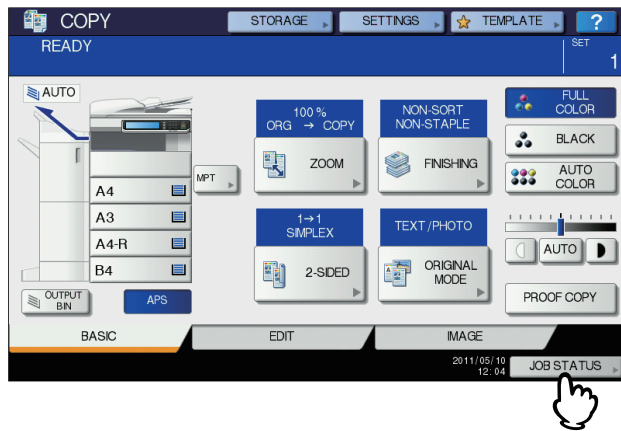 COPY
STORAGE
SETTINGS
TEMPLATE
?
READY
SET
1
AUTO
A4
A3
A4-R
B4
MPT
OUTPUT
BIN
APS
100 %
ORG → COPY
ZOOM
NON-SORT
NON-STAPLE
FINISHING
1→1
SIMPLEX
2-SIDED
TEXT/PHOTO
ORIGINAL
MODE
FULL
COLOR
BLACK
AUTO
COLOR
AUTO
PROOF COPY
BASIC
EDIT
IMAGE
2011/05/10
12:04
JOB STATUS